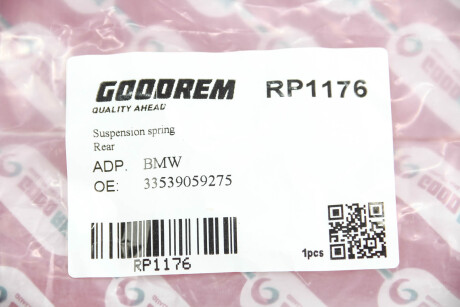 GOODREM
QUALITY AHEAD
RP1176
Suspension spring
Rear
ADP. BMW
OE: 33539059275
RP1176
1pcs